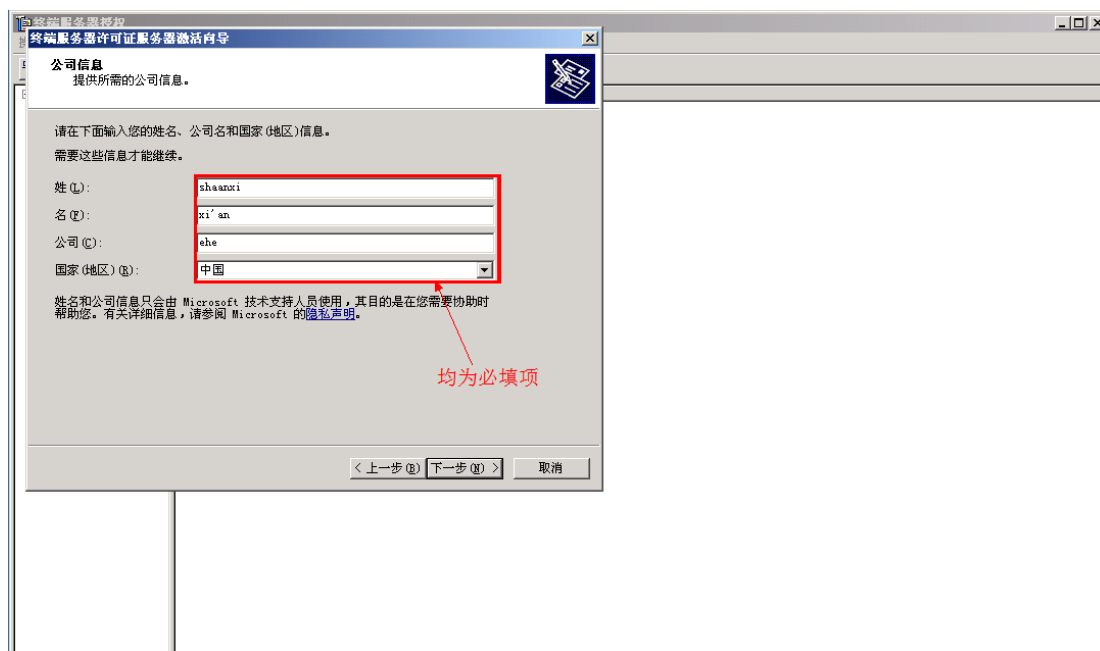 终端服务器授权
终端服务器许可证服务器激活向导
公司信息
提供所需的公司信息。
请在下面输入您的姓名、公司名和国家(地区)信息。
需要这些信息才能继续。
姓(L):
shaanxi
名(F):
xi'an
公司(C):
ehe
国家(地区)(R):
中国
姓名和公司信息只会由 Microsoft 技术支持人员使用，其目的是在您需要协助时
帮助您。有关详细信息，请参阅 Microsoft 的隐私声明。
均为必填项
< 上一步(B)
下一步(N) >
取消